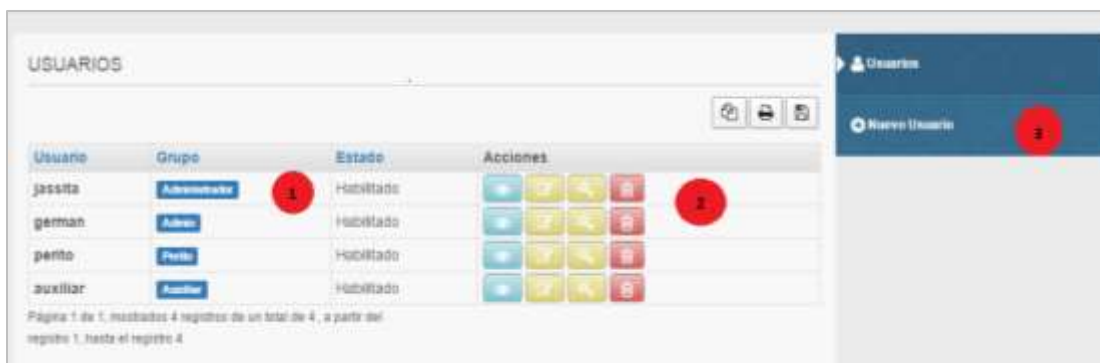 USUARIOS
Usuario Grupo Estado Acciones
jassita Administrador 1 Habilitado 2
german Admin Habilitado
perito Perito Habilitado
auxiliar Auxiliar Habilitado
Página 1 de 1, mostrados 4 registros de un total de 4 , a partir del
registro 1, hasta el registro 4
Usuarios
Nuevo Usuario 3